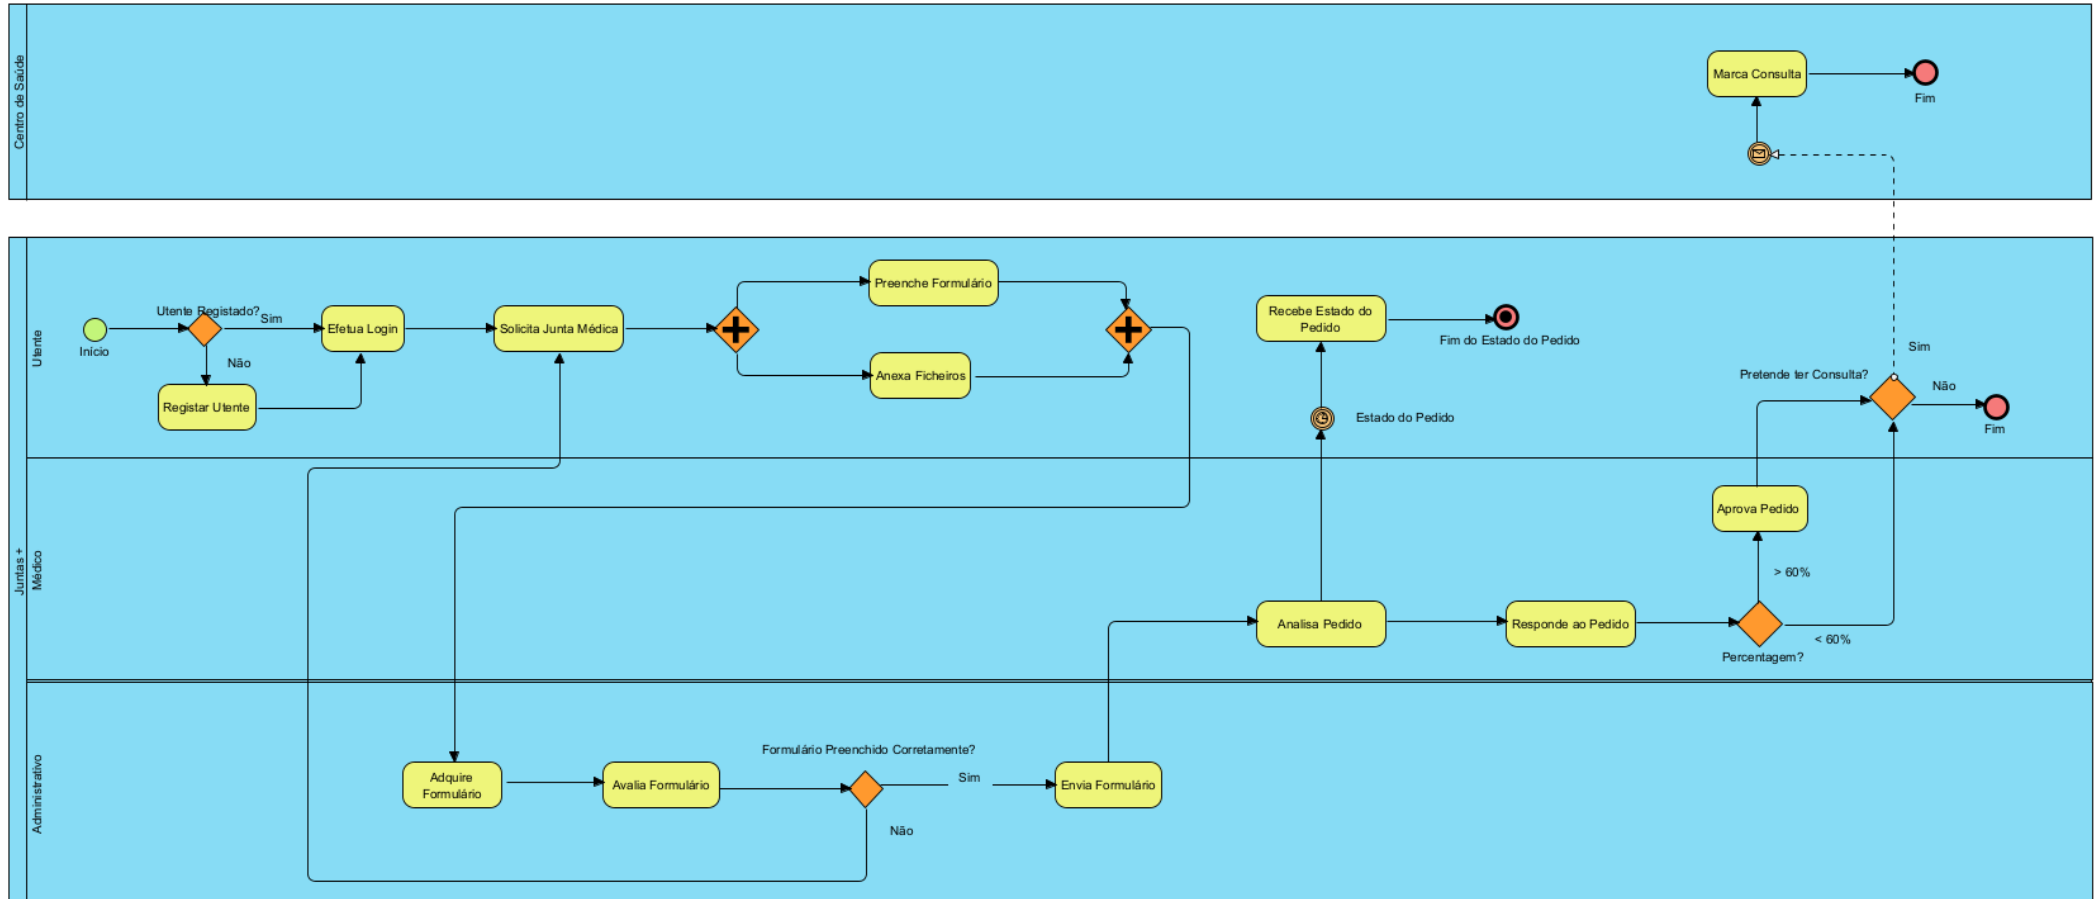 Centro de Saúde
Marca Consulta
Fim
Juntas +
Utente
Utente Registado?
Sim
Não
Início
Efetua Login
Registar Utente
Solicita Junta Médica
Preenche Formulário
Anexa Ficheiros
Recebe Estado do
Pedido
Fim do Estado do Pedido
Estado do Pedido
Pretende ter Consulta?
Sim
Não
Fim
Médico
Aprova Pedido
> 60%
Analisa Pedido
Responde ao Pedido
< 60%
Percentagem?
Administrativo
Formulário Preenchido Corretamente?
Adquire
Formulário
Avalia Formulário
Sim
Envia Formulário
Não